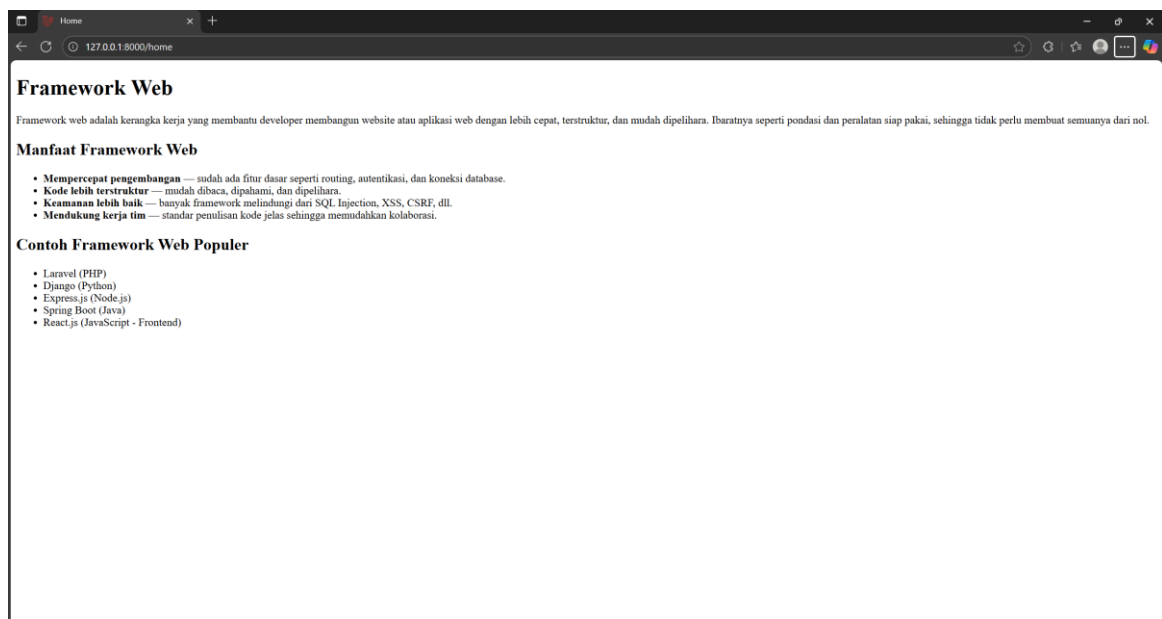 Home
127.0.0.1:8000/home
Framework Web
Framework web adalah kerangka kerja yang membantu developer membangun website atau aplikasi web dengan lebih cepat, terstruktur, dan mudah dipelihara. Ibaratnya seperti pondasi dan peralatan siap pakai, sehingga tidak perlu membuat semuanya dari nol.
Manfaat Framework Web
• Mempercepat pengembangan — sudah ada fitur dasar seperti routing, autentikasi, dan koneksi database.
• Kode lebih terstruktur — mudah dibaca, dipahami, dan dipelihara.
• Keamanan lebih baik — banyak framework melindungi dari SQL Injection, XSS, CSRF, dll.
• Mendukung kerja tim — standar penulisan kode jelas sehingga memudahkan kolaborasi.
Contoh Framework Web Populer
• Laravel (PHP)
• Django (Python)
• Express.js (Node.js)
• Spring Boot (Java)
• React.js (JavaScript - Frontend)